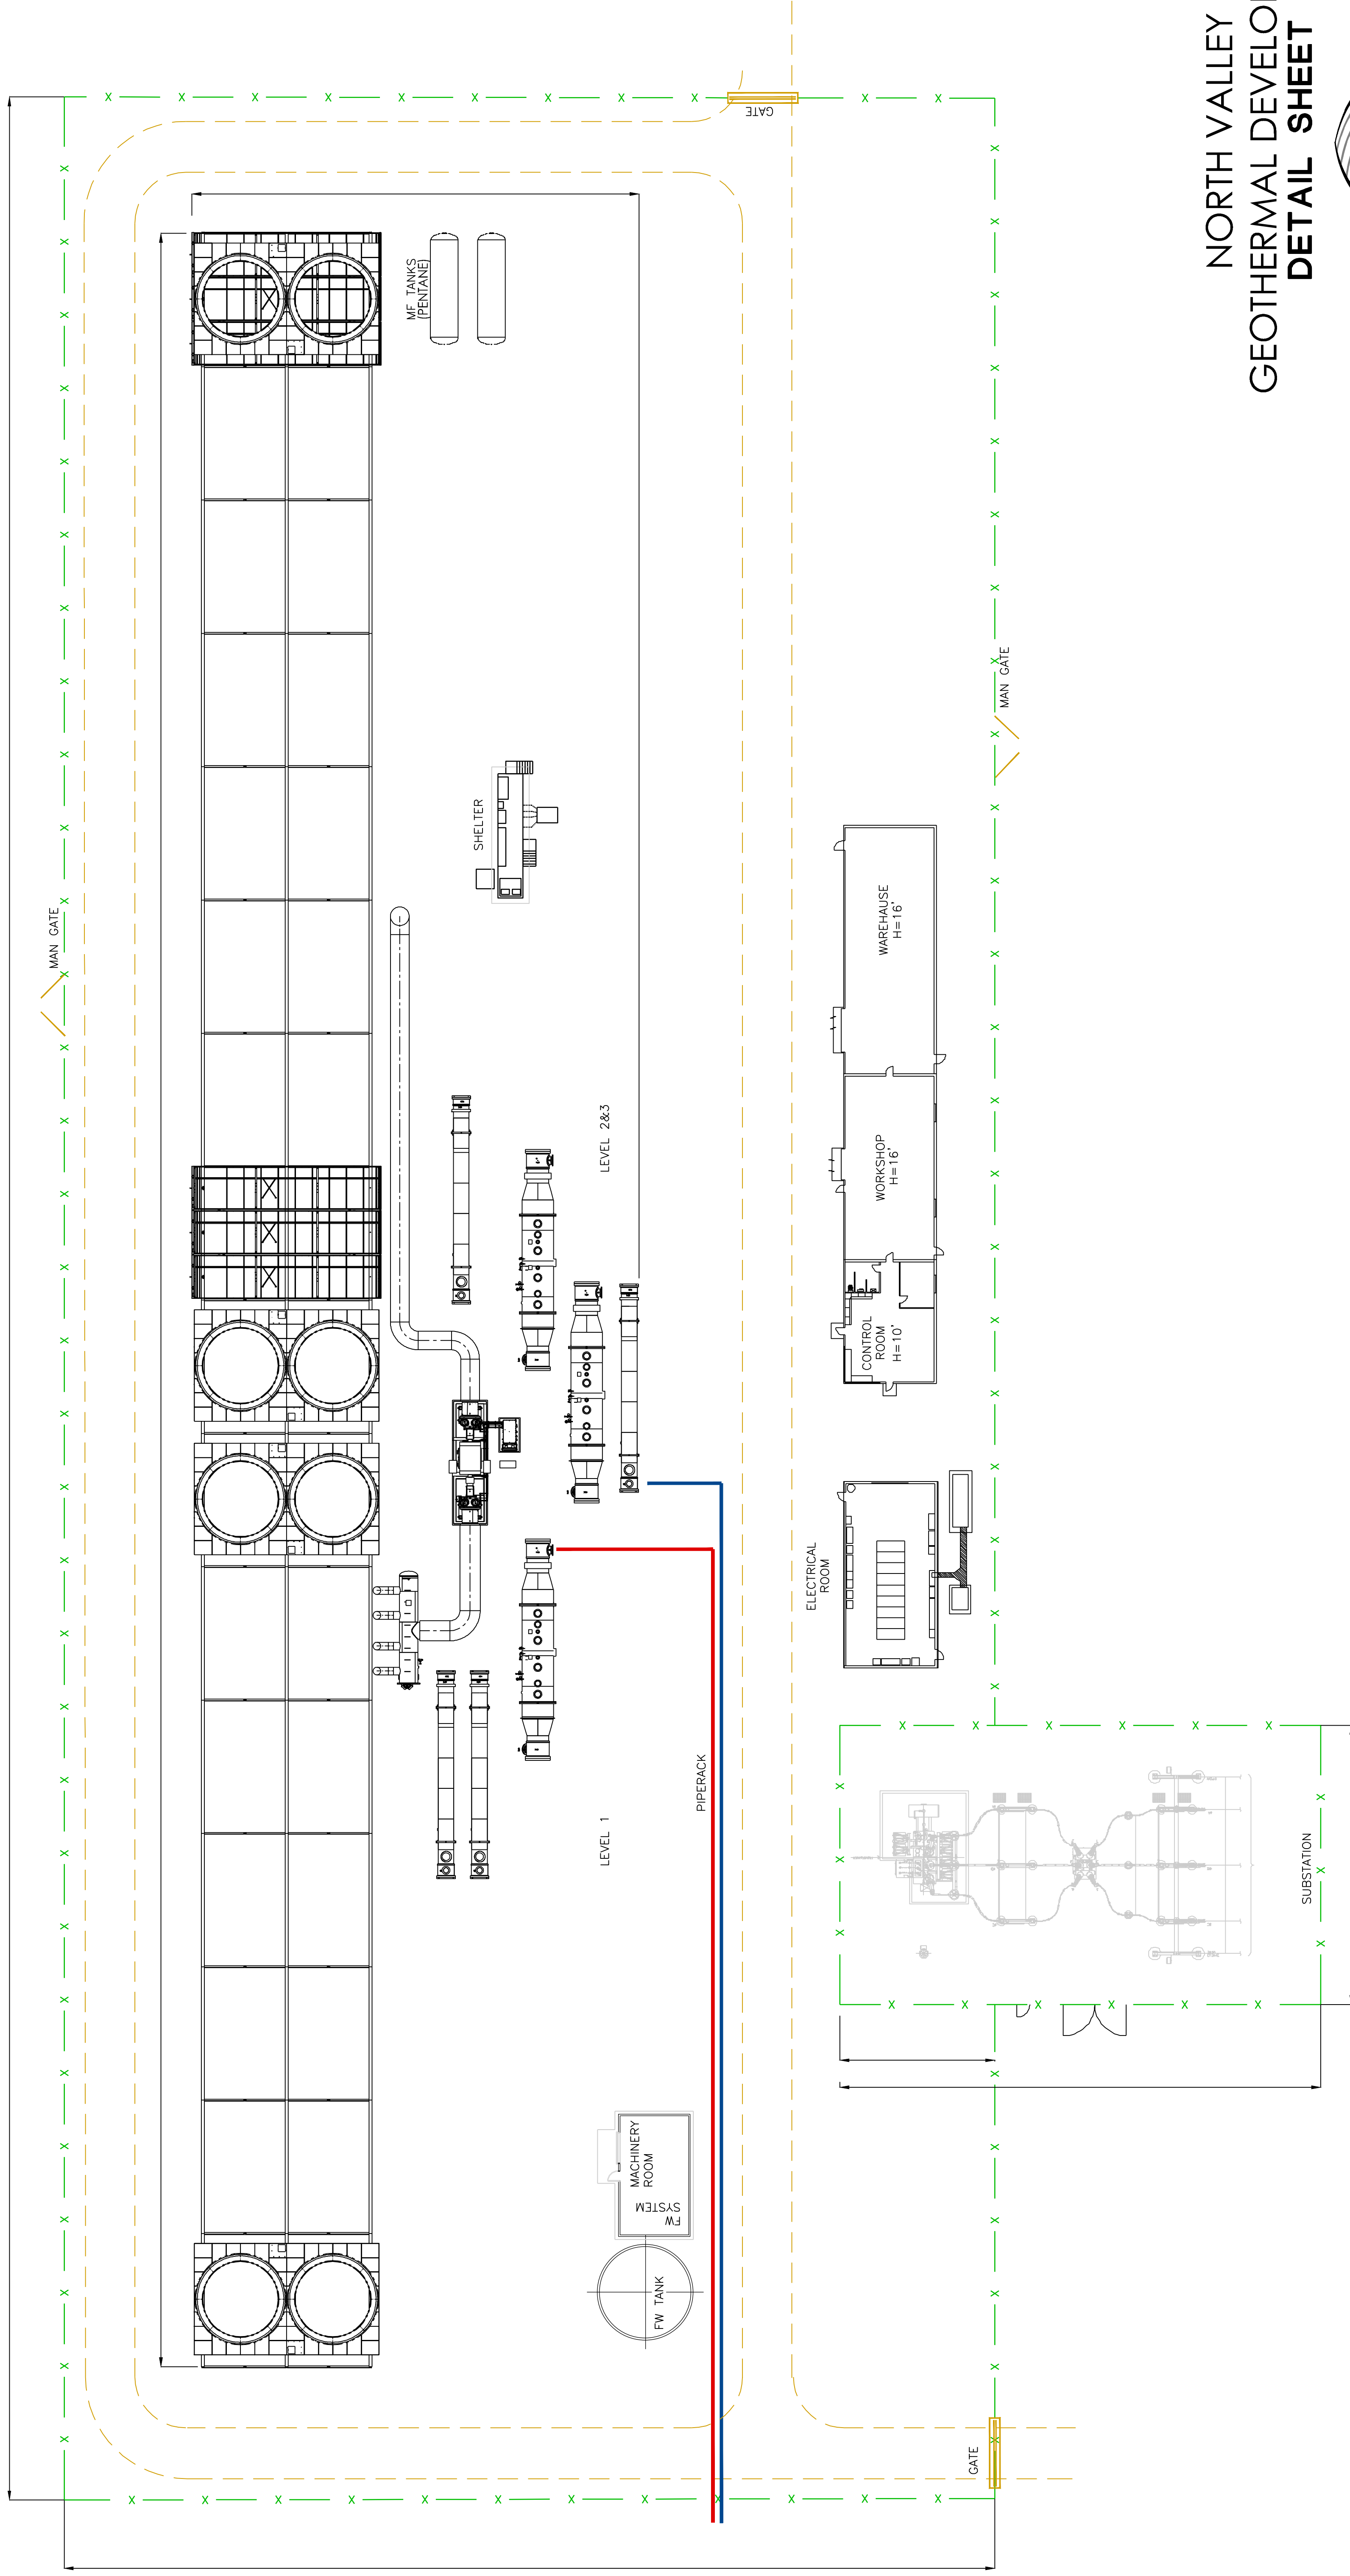 NORTH VALLEY
GEOTHERMAL DEVELO
DETAIL SHEET
GATE
MF TANKS
(PENTANE)
MAN GATE
SHELTER
MAN GATE
WAREHAUSE
H=16'
LEVEL 2&3
WORKSHOP
H=16'
CONTROL
ROOM
H=10'
ELECTRICAL
ROOM
PIPERACK
LEVEL 1
SUBSTATION
MACHINERY
ROOM
FW
SYSTEM
FW TANK
GATE